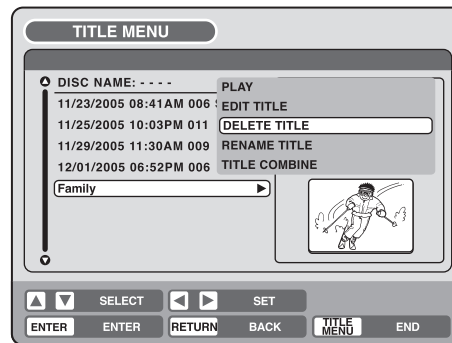 TITLE MENU
DISC NAME: - - - -
11/23/2005 08:41AM 006
11/25/2005 10:03PM 011
11/29/2005 11:30AM 009
12/01/2005 06:52PM 006
Family
PLAY
EDIT TITLE
DELETE TITLE
RENAME TITLE
TITLE COMBINE
SELECT SET
ENTER ENTER RETURN BACK TITLE MENU END